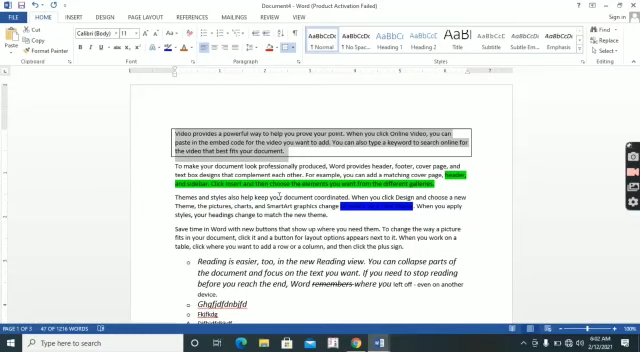 Document4 - Word (Product Activation Failed)
Sign in
FILE HOME INSERT DESIGN PAGE LAYOUT REFERENCES MAILINGS REVIEW VIEW
Cut
Copy
Format Painter
Paste
Clipboard
Calibri (Body) 11
Font
Paragraph
AaBbCcDc AaBbCcDc AaBbCc AaBbCcC AaBl AaBbCcC AaBbCcDc AaBbCcDc
¶ Normal ¶ No Spac... Heading 1 Heading 2 Title Subtitle Subtle Em... Emphasis
Styles
Find
Replace
Select
Editing
Video provides a powerful way to help you prove your point. When you click Online Video, you can
paste in the embed code for the video you want to add. You can also type a keyword to search online for
the video that best fits your document.
To make your document look professionally produced, Word provides header, footer, cover page, and
text box designs that complement each other. For example, you can add a matching cover page, header,
and sidebar. Click Insert and then choose the elements you want from the different galleries.
Themes and styles also help keep your document coordinated. When you click Design and choose a new
Theme, the pictures, charts, and SmartArt graphics change . When you apply
styles, your headings change to match the new theme.
Save time in Word with new buttons that show up where you need them. To change the way a picture
fits in your document, click it and a button for layout options appears next to it. When you work on a
table, click where you want to add a row or a column, and then click the plus sign.
o Reading is easier, too, in the new Reading view. You can collapse parts of
the document and focus on the text you want. If you need to stop reading
before you reach the end, Word remembers where you left off - even on another
device.
o Ghgfjdfdnbjfd
o Fkjfkdg
PAGE 1 OF 3 47 OF 1216 WORDS
100%
Type here to search
6:02 AM
2/12/2021